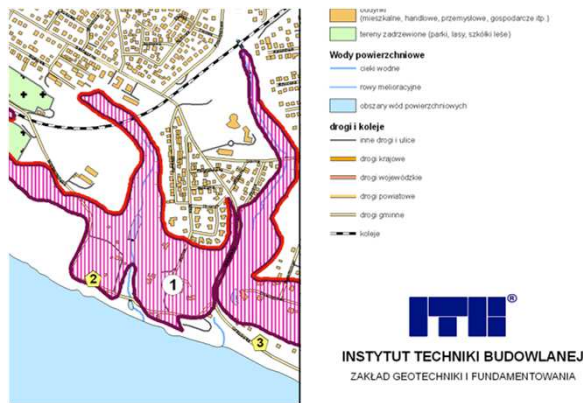 budynki
(mieszkalne, handlowe, przemysłowe, gospodarcze itp.)
tereny zadrzewione (parki, lasy, szkółki leśe)
Wody powierzchniowe
cieki wodne
rowy melioracyjne
obszary wód powierzchniowych
drogi i koleje
inne drogi i ulice
drogi krajowe
drogi wojewódzkie
drogi powiatowe
drogi gminne
koleje
1
2
3
ITB®
INSTYTUT TECHNIKI BUDOWLANEJ
ZAKŁAD GEOTECHNIKI I FUNDAMENTOWANIA